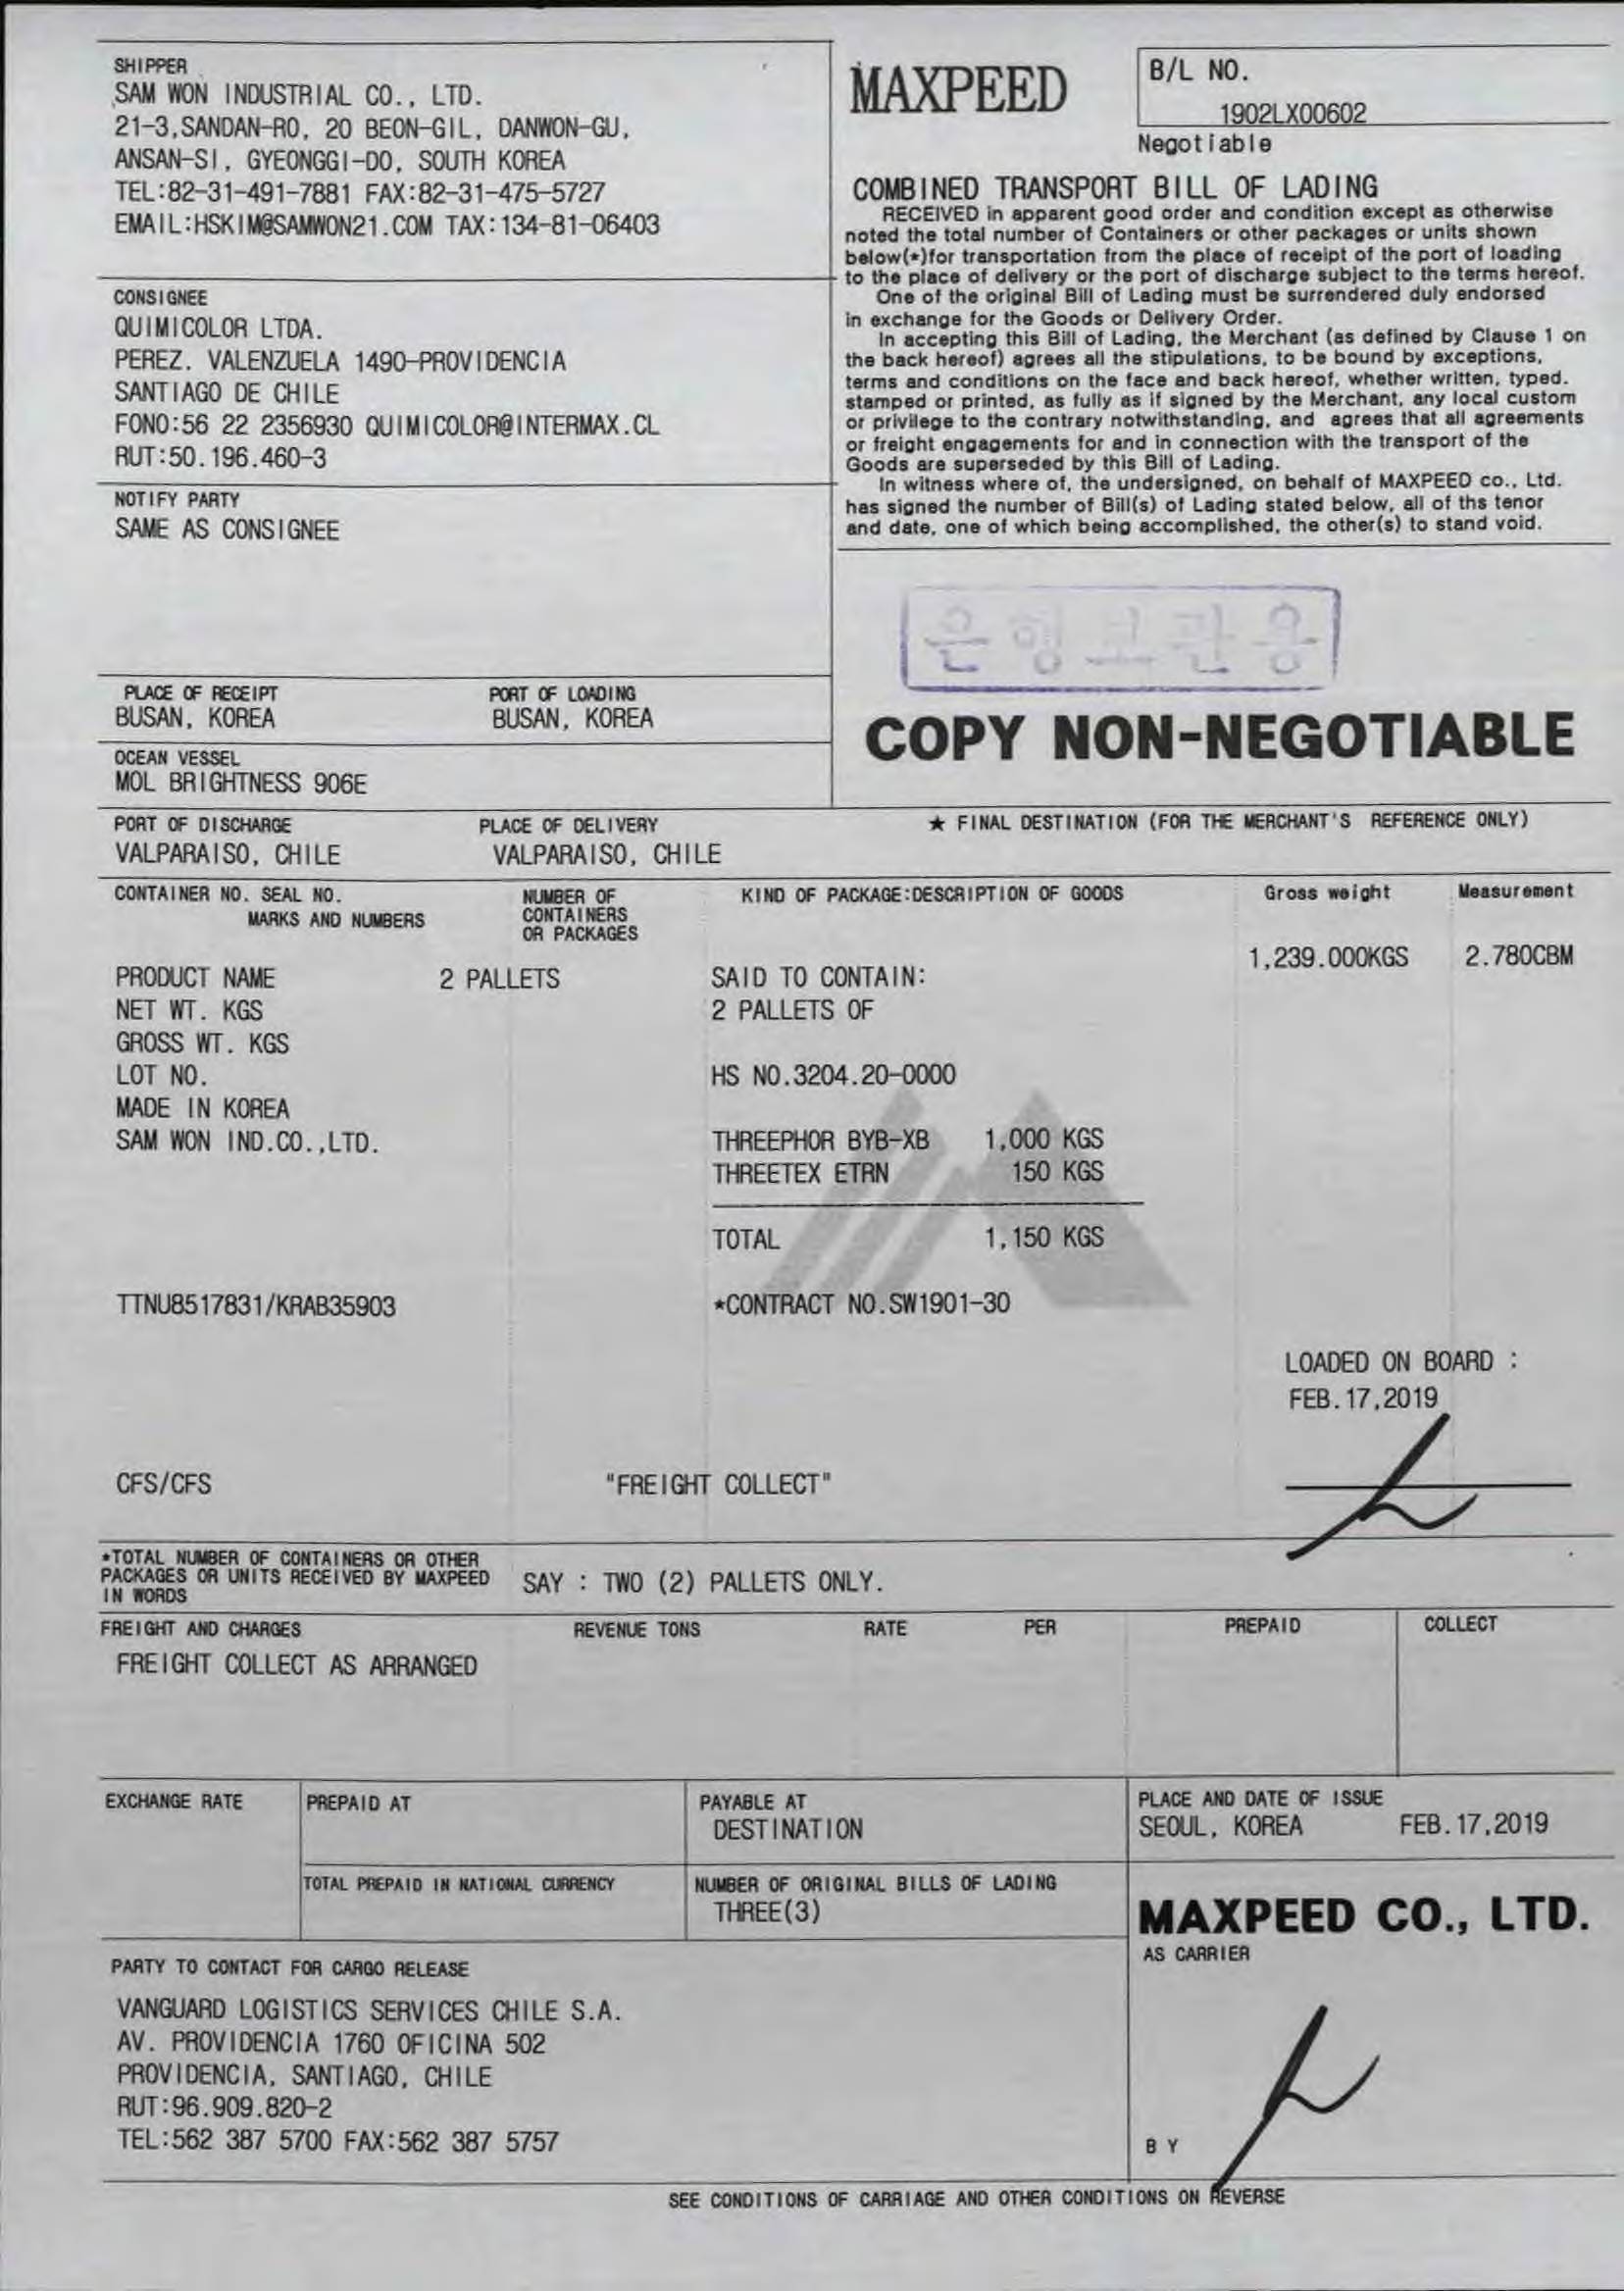 SHIPPER
SAM WON INDUSTRIAL CO., LTD.
21-3,SANDAN-RO, 20 BEON-GIL, DANWON-GU,
ANSAN-SI, GYEONGGI-DO, SOUTH KOREA
TEL:82-31-491-7881 FAX:82-31-475-5727
EMAIL:HSKIM@SAMWON21.COM TAX:134-81-06403
MAXPEED
B/L NO.
1902LX00602
Negotiable
COMBINED TRANSPORT BILL OF LADING
RECEIVED in apparent good order and condition except as otherwise
noted the total number of Containers or other packages or units shown
below(*)for transportation from the place of receipt of the port of loading
to the place of delivery or the port of discharge subject to the terms hereof.
One of the original Bill of Lading must be surrendered duly endorsed
in exchange for the Goods or Delivery Order.
In accepting this Bill of Lading, the Merchant (as defined by Clause 1 on
the back hereof) agrees all the stipulations, to be bound by exceptions,
terms and conditions on the face and back hereof, whether written, typed.
stamped or printed, as fully as if signed by the Merchant, any local custom
or privilege to the contrary notwithstanding, and agrees that all agreements
or freight engagements for and in connection with the transport of the
Goods are superseded by this Bill of Lading.
In witness where of, the undersigned, on behalf of MAXPEED co., Ltd.
has signed the number of Bill(s) of Lading stated below, all of ths tenor
and date, one of which being accomplished, the other(s) to stand void.
CONSIGNEE
QUIMICOLOR LTDA.
PEREZ. VALENZUELA 1490-PROVIDENCIA
SANTIAGO DE CHILE
FONO:56 22 2356930 QUIMICOLOR@INTERMAX.CL
RUT:50.196.460-3
NOTIFY PARTY
SAME AS CONSIGNEE
은행보관용
COPY NON-NEGOTIABLE
PLACE OF RECEIPT PORT OF LOADING
BUSAN, KOREA BUSAN, KOREA
OCEAN VESSEL
MOL BRIGHTNESS 906E
PORT OF DISCHARGE PLACE OF DELIVERY ★ FINAL DESTINATION (FOR THE MERCHANT'S REFERENCE ONLY)
VALPARAISO, CHILE VALPARAISO, CHILE
CONTAINER NO. SEAL NO. NUMBER OF KIND OF PACKAGE:DESCRIPTION OF GOODS Gross weight Measurement
MARKS AND NUMBERS CONTAINERS
OR PACKAGES
1,239.000KGS 2.780CBM
PRODUCT NAME 2 PALLETS SAID TO CONTAIN:
NET WT. KGS 2 PALLETS OF
GROSS WT. KGS
LOT NO. HS NO.3204.20-0000
MADE IN KOREA
SAM WON IND.CO.,LTD. THREEPHOR BYB-XB 1,000 KGS
THREETEX ETRN 150 KGS
TOTAL 1,150 KGS
TTNU8517831/KRAB35903 *CONTRACT NO.SW1901-30
LOADED ON BOARD :
FEB.17,2019
CFS/CFS "FREIGHT COLLECT"
*TOTAL NUMBER OF CONTAINERS OR OTHER
PACKAGES OR UNITS RECEIVED BY MAXPEED
IN WORDS
SAY : TWO (2) PALLETS ONLY.
FREIGHT AND CHARGES REVENUE TONS RATE PER PREPAID COLLECT
FREIGHT COLLECT AS ARRANGED
EXCHANGE RATE PREPAID AT PAYABLE AT PLACE AND DATE OF ISSUE
DESTINATION SEOUL, KOREA FEB.17,2019
TOTAL PREPAID IN NATIONAL CURRENCY NUMBER OF ORIGINAL BILLS OF LADING
THREE(3)
MAXPEED CO., LTD.
AS CARRIER
PARTY TO CONTACT FOR CARGO RELEASE
VANGUARD LOGISTICS SERVICES CHILE S.A.
AV. PROVIDENCIA 1760 OFICINA 502
PROVIDENCIA, SANTIAGO, CHILE
RUT:96.909.820-2
TEL:562 387 5700 FAX:562 387 5757
BY
SEE CONDITIONS OF CARRIAGE AND OTHER CONDITIONS ON REVERSE